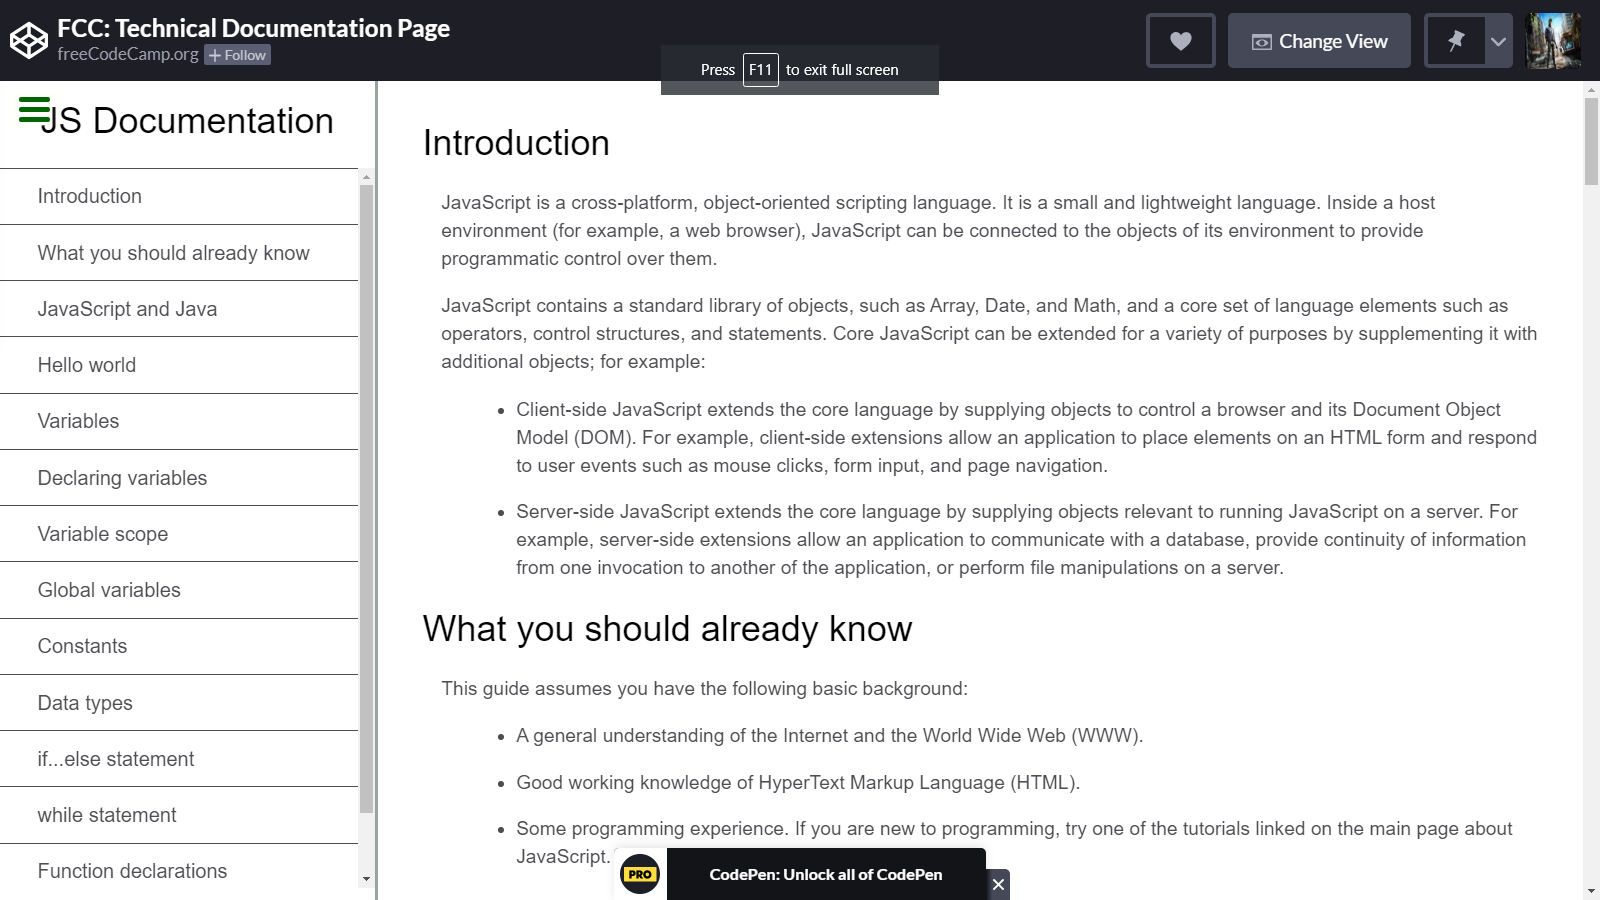 FCC: Technical Documentation Page
freeCodeCamp.org + Follow
Change View
Press F11 to exit full screen
JS Documentation
Introduction
What you should already know
JavaScript and Java
Hello world
Variables
Declaring variables
Variable scope
Global variables
Constants
Data types
if...else statement
while statement
Function declarations
Introduction
JavaScript is a cross-platform, object-oriented scripting language. It is a small and lightweight language. Inside a host
environment (for example, a web browser), JavaScript can be connected to the objects of its environment to provide
programmatic control over them.
JavaScript contains a standard library of objects, such as Array, Date, and Math, and a core set of language elements such as
operators, control structures, and statements. Core JavaScript can be extended for a variety of purposes by supplementing it with
additional objects; for example:
• Client-side JavaScript extends the core language by supplying objects to control a browser and its Document Object
Model (DOM). For example, client-side extensions allow an application to place elements on an HTML form and respond
to user events such as mouse clicks, form input, and page navigation.
• Server-side JavaScript extends the core language by supplying objects relevant to running JavaScript on a server. For
example, server-side extensions allow an application to communicate with a database, provide continuity of information
from one invocation to another of the application, or perform file manipulations on a server.
What you should already know
This guide assumes you have the following basic background:
• A general understanding of the Internet and the World Wide Web (WWW).
• Good working knowledge of HyperText Markup Language (HTML).
• Some programming experience. If you are new to programming, try one of the tutorials linked on the main page about
JavaScript.
PRO CodePen: Unlock all of CodePen